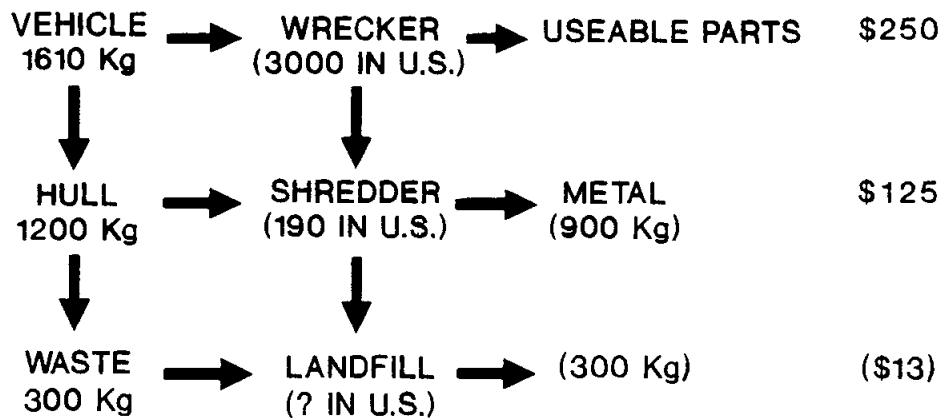 VEHICLE WRECKER USEABLE PARTS $250
1610 Kg (3000 IN U.S.)
HULL SHREDDER METAL $125
1200 Kg (190 IN U.S.) (900 Kg)
WASTE LANDFILL (300 Kg) ($13)
300 Kg (? IN U.S.)